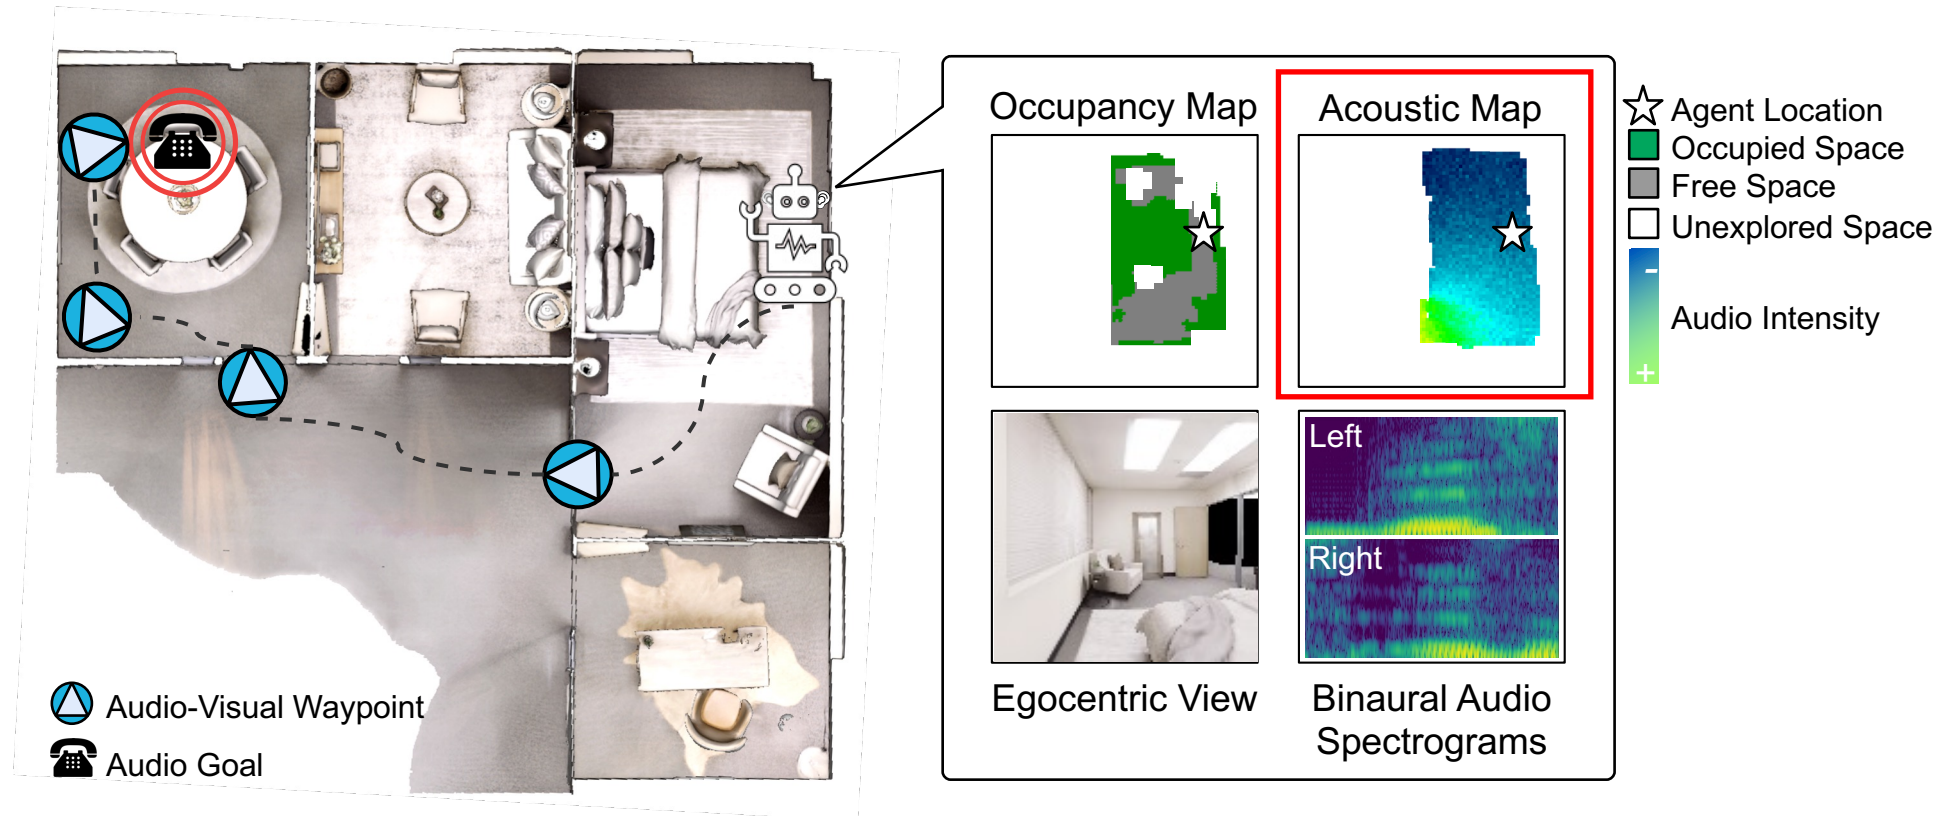 Occupancy Map
Acoustic Map
Agent Location
Occupied Space
Free Space
Unexplored Space
-
Audio Intensity
+
Left
Right
Egocentric View
Binaural Audio
Spectrograms
Audio-Visual Waypoint
Audio Goal